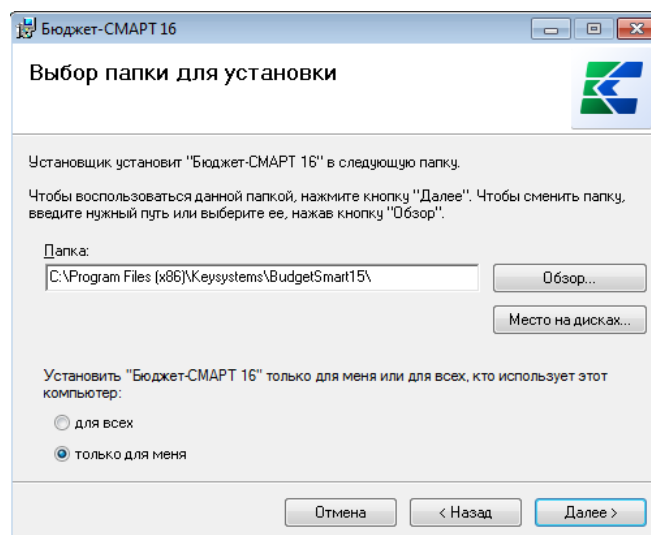 Бюджет-СМАРТ 16
Выбор папки для установки
Установщик установит "Бюджет-СМАРТ 16" в следующую папку.
Чтобы воспользоваться данной папкой, нажмите кнопку "Далее". Чтобы сменить папку,
введите нужный путь или выберите ее, нажав кнопку "Обзор".
Папка:
C:\Program Files (x86)\Keysystems\BudgetSmart15\
Обзор...
Место на дисках...
Установить "Бюджет-СМАРТ 16" только для меня или для всех, кто использует этот
компьютер:
для всех
только для меня
Отмена
< Назад
Далее >